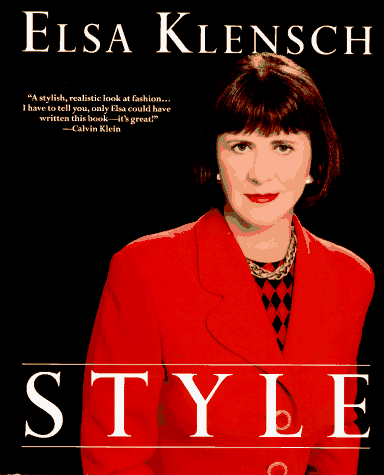 ELSA KLENSCH
“A stylish, realistic look at fashion...
I have to tell you, only Elsa could have
written this book—it's great!”
—Calvin Klein
STYLE